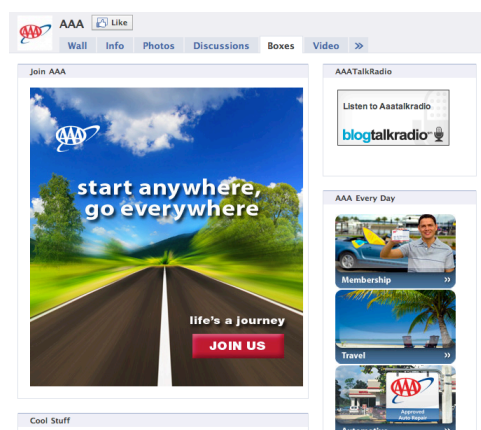 AAA
AAA
Like
Wall
Info
Photos
Discussions
Boxes
Video
»
Join AAA
AAA
start anywhere,
go everywhere
life's a journey
JOIN US
Cool Stuff
AAATalkRadio
Listen to Aaatalkradio
blogtalkradio
AAA Every Day
Membership »
Travel »
AAA
Approved
Auto Repair
Automotive